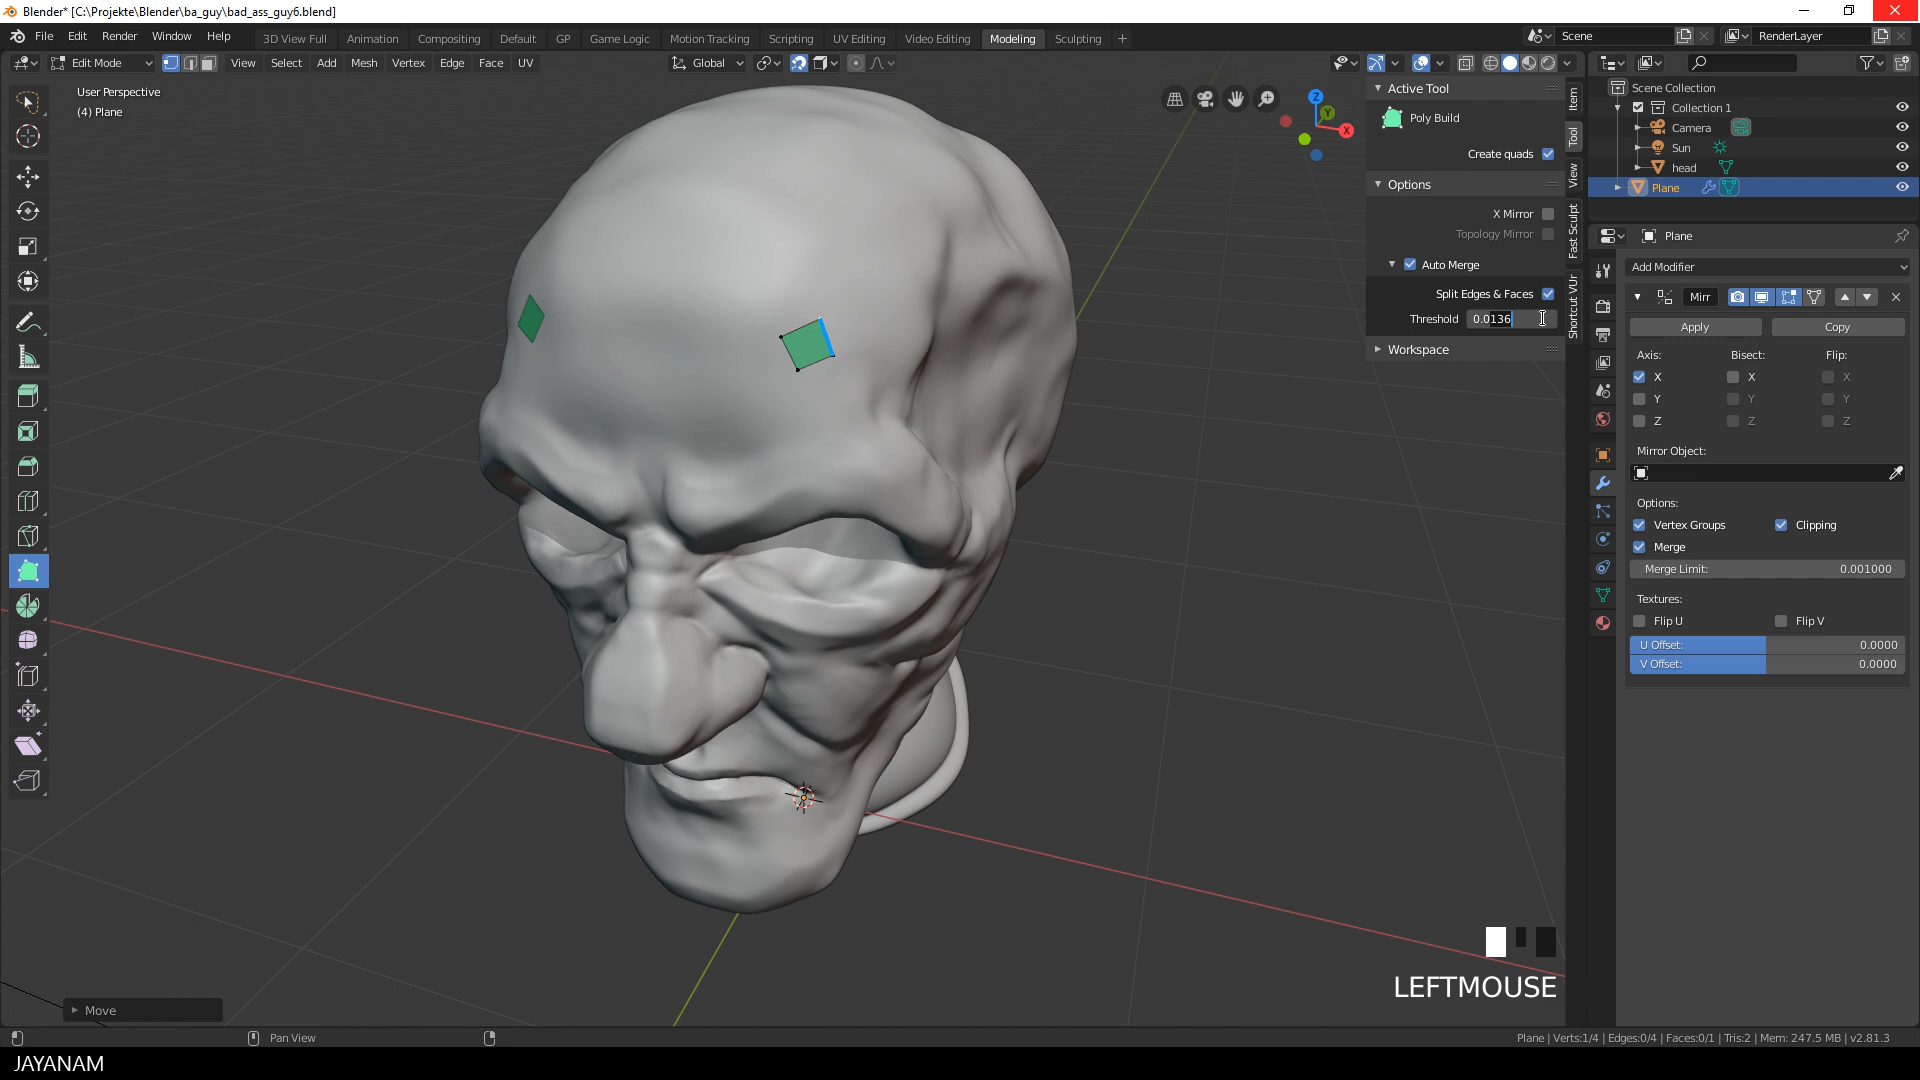 Blender* [C:\Projekte\Blender\ba_guy\bad_ass_guy6.blend]
File Edit Render Window Help 3D View Full Animation Compositing Default GP Game Logic Motion Tracking Scripting UV Editing Video Editing Modeling Sculpting + Scene RenderLayer
Edit Mode View Select Add Mesh Vertex Edge Face UV Global
User Perspective
(4) Plane
Z
Y
X
Active Tool
Poly Build
Create quads
Options
X Mirror
Topology Mirror
Auto Merge
Split Edges & Faces
Threshold 0.0136
Workspace
Item
Tool
View
Fast Sculpt
Shortcut VUr
Scene Collection
Collection 1
Camera
Sun
head
Plane
Plane
Add Modifier
Mirr
Apply Copy
Axis: Bisect: Flip:
X X X
Y Y Y
Z Z Z
Mirror Object:
Options:
Vertex Groups Clipping
Merge
Merge Limit: 0.001000
Textures:
Flip U Flip V
U Offset: 0.0000
V Offset: 0.0000
LEFTMOUSE
Move
Pan View
Plane | Verts:1/4 | Edges:0/4 | Faces:0/1 | Tris:2 | Mem: 247.5 MB | v2.81.3
JAYANAM